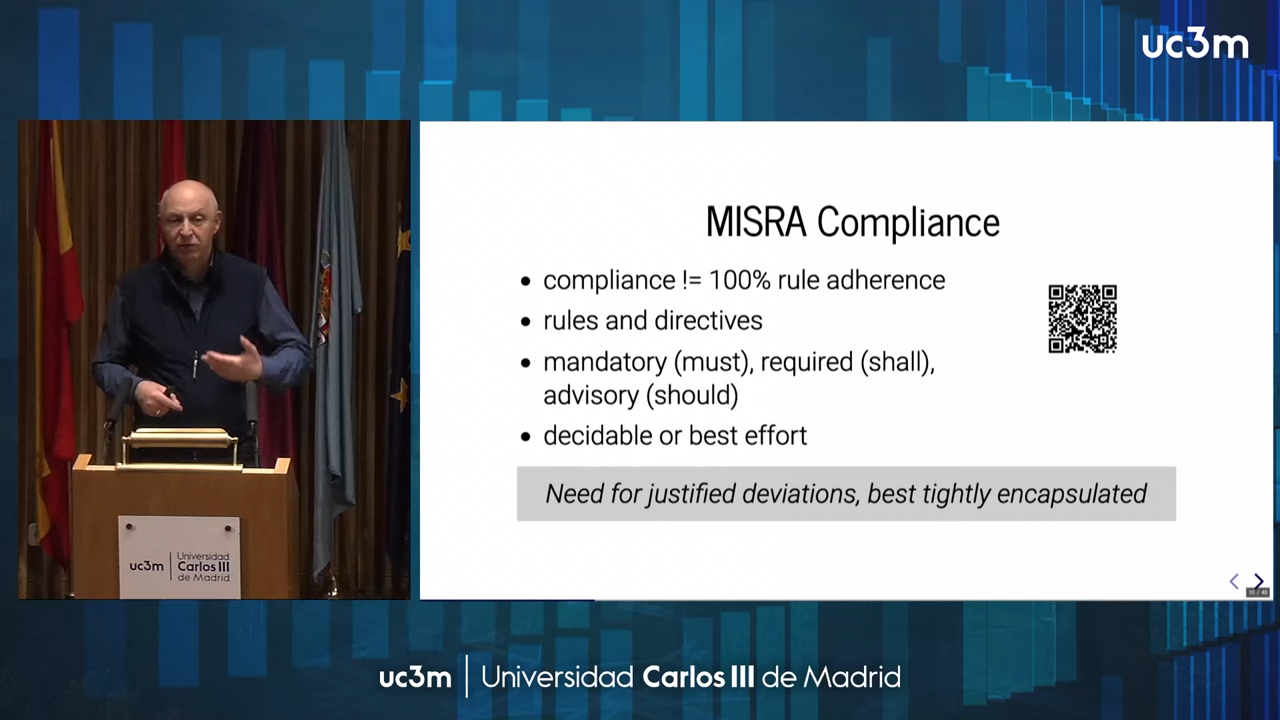 uc3m
MISRA Compliance
• compliance != 100% rule adherence
• rules and directives
• mandatory (must), required (shall),
advisory (should)
• decidable or best effort
Need for justified deviations, best tightly encapsulated
10 / 45
uc3m | Universidad
Carlos III
de Madrid
uc3m | Universidad Carlos III de Madrid